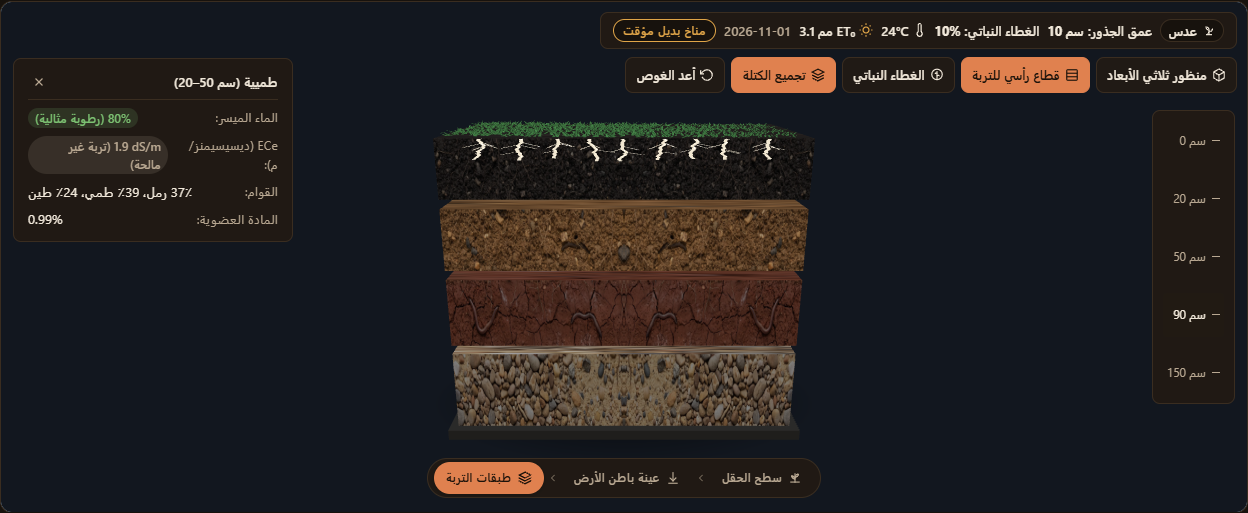 عدس
عمق الجذور: سم 10
الغطاء النباتي: 10%
24°C
ET₀ مم 3.1
2026-11-01
مناخ بديل مؤقت
منظور ثلاثي الأبعاد
قطاع رأسي للتربة
الغطاء النباتي
تجميع الكتلة
أعد الغوص
طميية (سم 50–20)
×
الماء الميسر:
80% (رطوبة مثالية)
ECe (ديسيسيمنز/
م):
1.9 dS/m (تربة غير
مالحة)
القوام:
37٪ رمل، 39٪ طمي، 24٪ طين
المادة العضوية:
0.99%
سم 0
سم 20
سم 50
سم 90
سم 150
سطح الحقل
عينة باطن الأرض
طبقات التربة